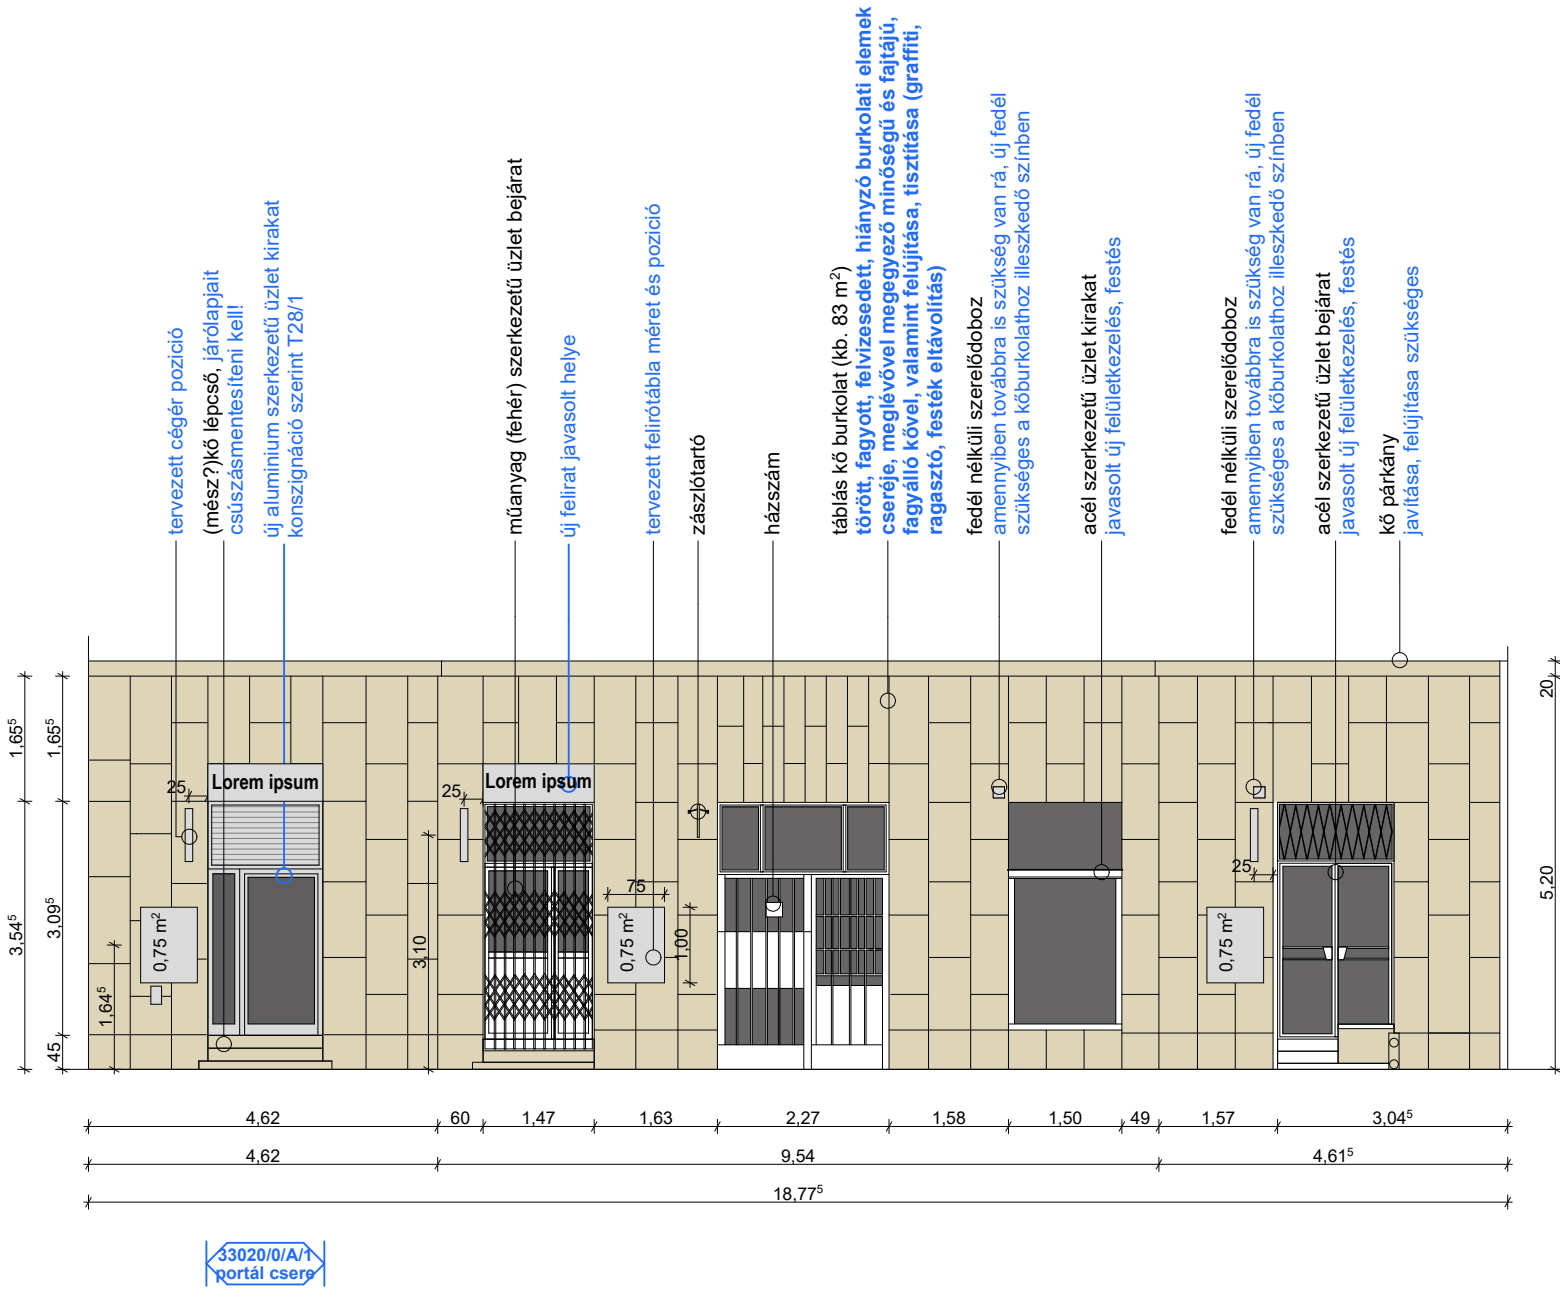 tervezett cégér pozició
(mész?)kő lépcső, járólapjait
csúszásmentesíteni kell!
új aluminium szerkezetű üzlet kirakat
konszignáció szerint T28/1
műanyag (fehér) szerkezetű üzlet bejárat
új felirat javasolt helye
tervezett felirótábla méret és pozició
zászlótartó
házszám
táblás kő burkolat (kb. 83 m²)
törött, fagyott, felvizesedett, hiányzó burkolati elemek
cseréje, meglévővel megegyező minőségű és fajtájú,
fagyálló kővel, valamint felújítása, tisztítása (graffiti,
ragasztó, festék eltávolítás)
fedél nélküli szerelődoboz
amennyiben továbbra is szükség van rá, új fedél
szükséges a kőburkolathoz illeszkedő színben
acél szerkezetű üzlet kirakat
javasolt új felületkezelés, festés
fedél nélküli szerelődoboz
amennyiben továbbra is szükség van rá, új fedél
szükséges a kőburkolathoz illeszkedő színben
acél szerkezetű üzlet bejárat
javasolt új felületkezelés, festés
kő párkány
javítása, felújítása szükséges
1,65⁵
1,65⁵
3,54⁵
3,09⁵
45
1,64⁵
25
Lorem ipsum
0,75 m²
25
3,10
Lorem ipsum
75
1,00
0,75 m²
25
0,75 m²
20
5,20
4,62
60
1,47
1,63
2,27
1,58
1,50
49
1,57
3,04⁵
4,62
9,54
4,61⁵
18,77⁵
33020/0/A/1
portál csere